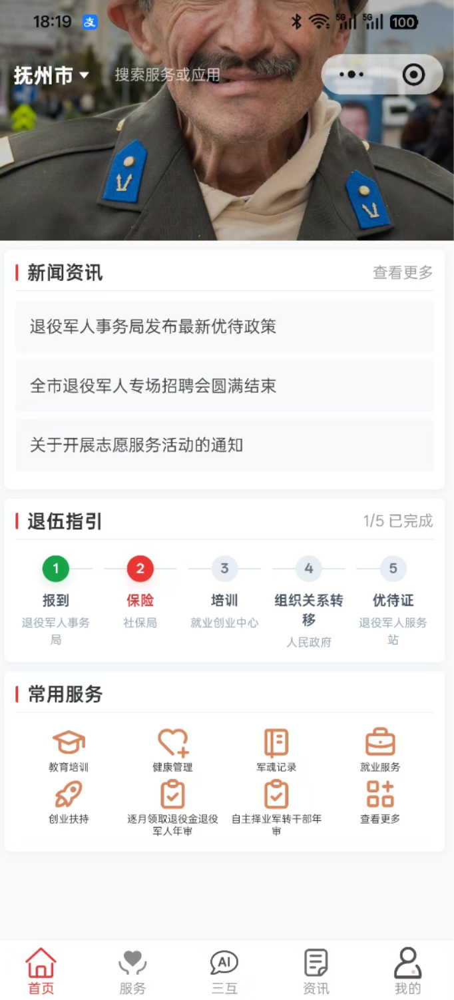 18:19 支 5G 5G 100
抚州市 搜索服务或应用
新闻资讯 查看更多
退役军人事务局发布最新优待政策
全市退役军人专场招聘会圆满结束
关于开展志愿服务活动的通知
退伍指引 1/5 已完成
1 2 3 4 5
报到 保险 培训 组织关系转 优待证
移
退役军人事务 社保局 就业创业中心 退役军人服务
局 人民政府 站
常用服务
教育培训 健康管理 军魂记录 就业服务
创业扶持 逐月领取退役金退役 自主择业军转干部年 查看更多
军人年审 审
AI
首页 服务 三互 资讯 我的